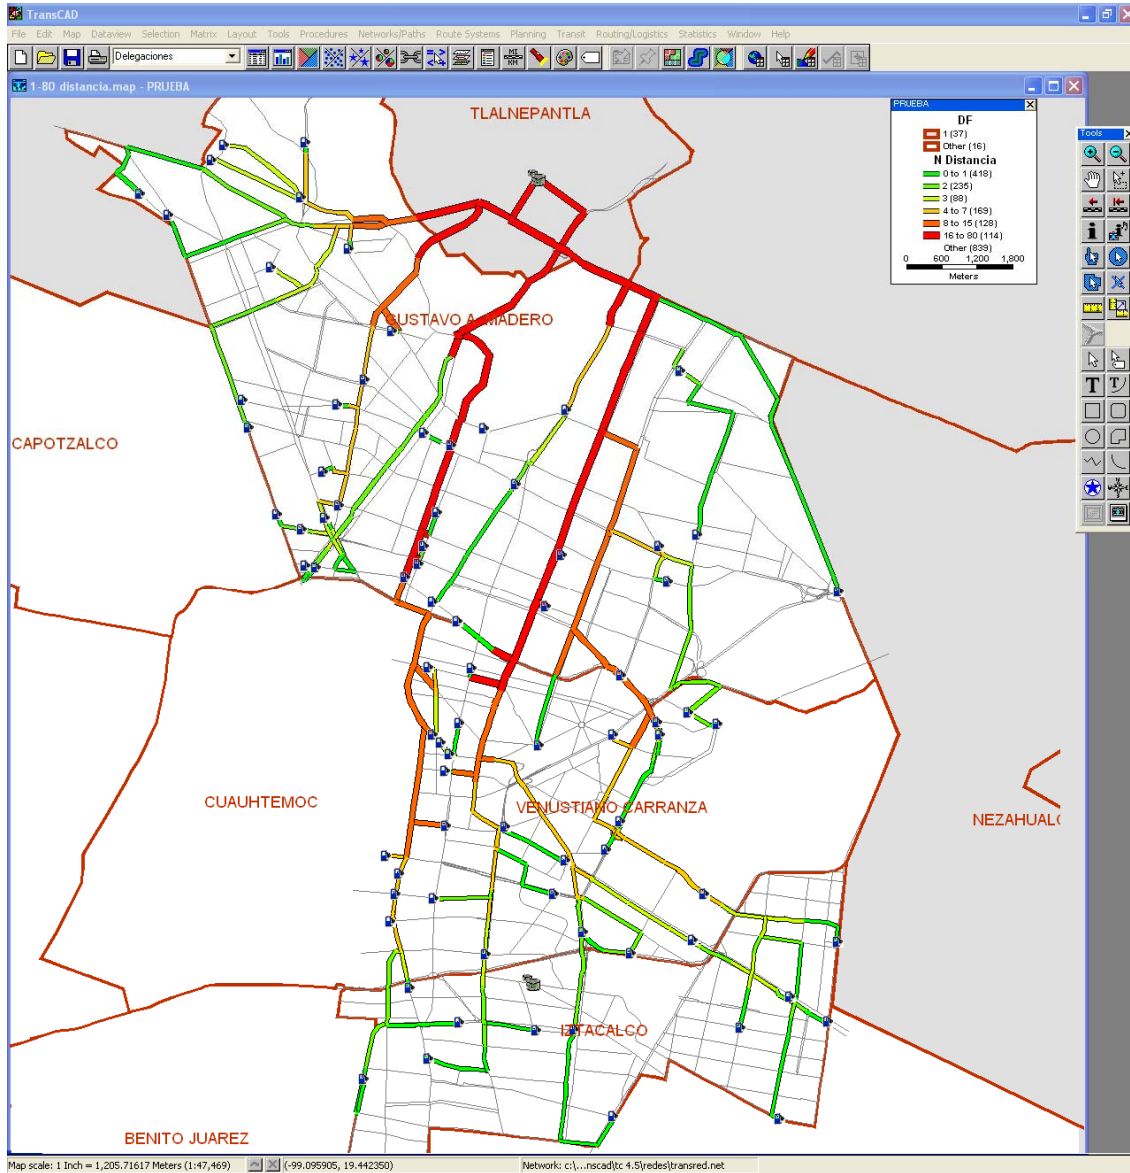 TransCAD
File Edit Map Dataview Selection Matrix Layout Tools Procedures Networks/Paths Route Systems Planning Transit Routing/Logistics Statistics Window Help
Delegaciones
MI
KM
1-80 distancia.map - PRUEBA
TLALNEPANTLA
PRUEBA
DF
1 (37)
Other (16)
N Distancia
0 to 1 (418)
2 (235)
3 (88)
4 to 7 (169)
8 to 15 (128)
16 to 80 (114)
Other (839)
0 600 1,200 1,800
Meters
Tools
GUSTAVO A. MADERO
CAPOTZALCO
CUAUHTEMOC
VENUSTIANO CARRANZA
NEZAHUALC
IZTACALCO
BENITO JUAREZ
Map scale: 1 Inch = 1,205.71617 Meters (1:47,469) (-99.095905, 19.442350) Network: c:\...nscad\tc 4.5\redes\transred.net